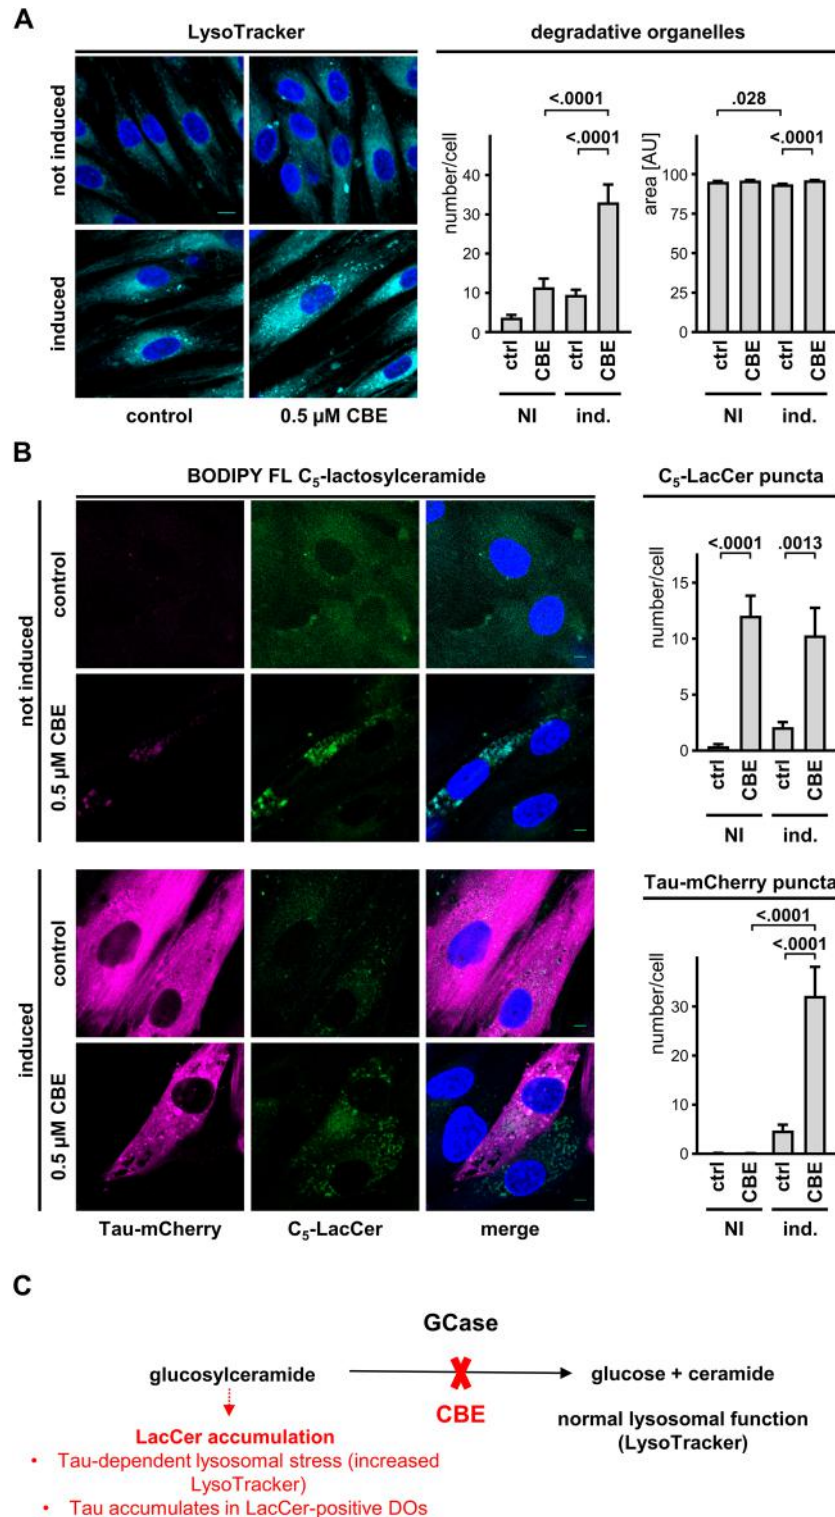 A
LysoTracker
degradative organelles
not induced
induced
control
0.5 µM CBE
<.0001
<.0001
number/cell
40
30
20
10
0
ctrl
CBE
ctrl
CBE
NI
ind.
.028
<.0001
area [AU]
100
75
50
25
0
ctrl
CBE
ctrl
CBE
NI
ind.
B
BODIPY FL C₅-lactosylceramide
C₅-LacCer puncta
not induced
control
0.5 µM CBE
<.0001
.0013
number/cell
15
10
5
0
ctrl
CBE
ctrl
CBE
NI
ind.
induced
control
0.5 µM CBE
Tau-mCherry
C₅-LacCer
merge
Tau-mCherry puncta
<.0001
<.0001
number/cell
30
20
10
0
ctrl
CBE
ctrl
CBE
NI
ind.
C
GCase
glucosylceramide
glucose + ceramide
CBE
normal lysosomal function
(LysoTracker)
LacCer accumulation
• Tau-dependent lysosomal stress (increased
LysoTracker)
• Tau accumulates in LacCer-positive DOs